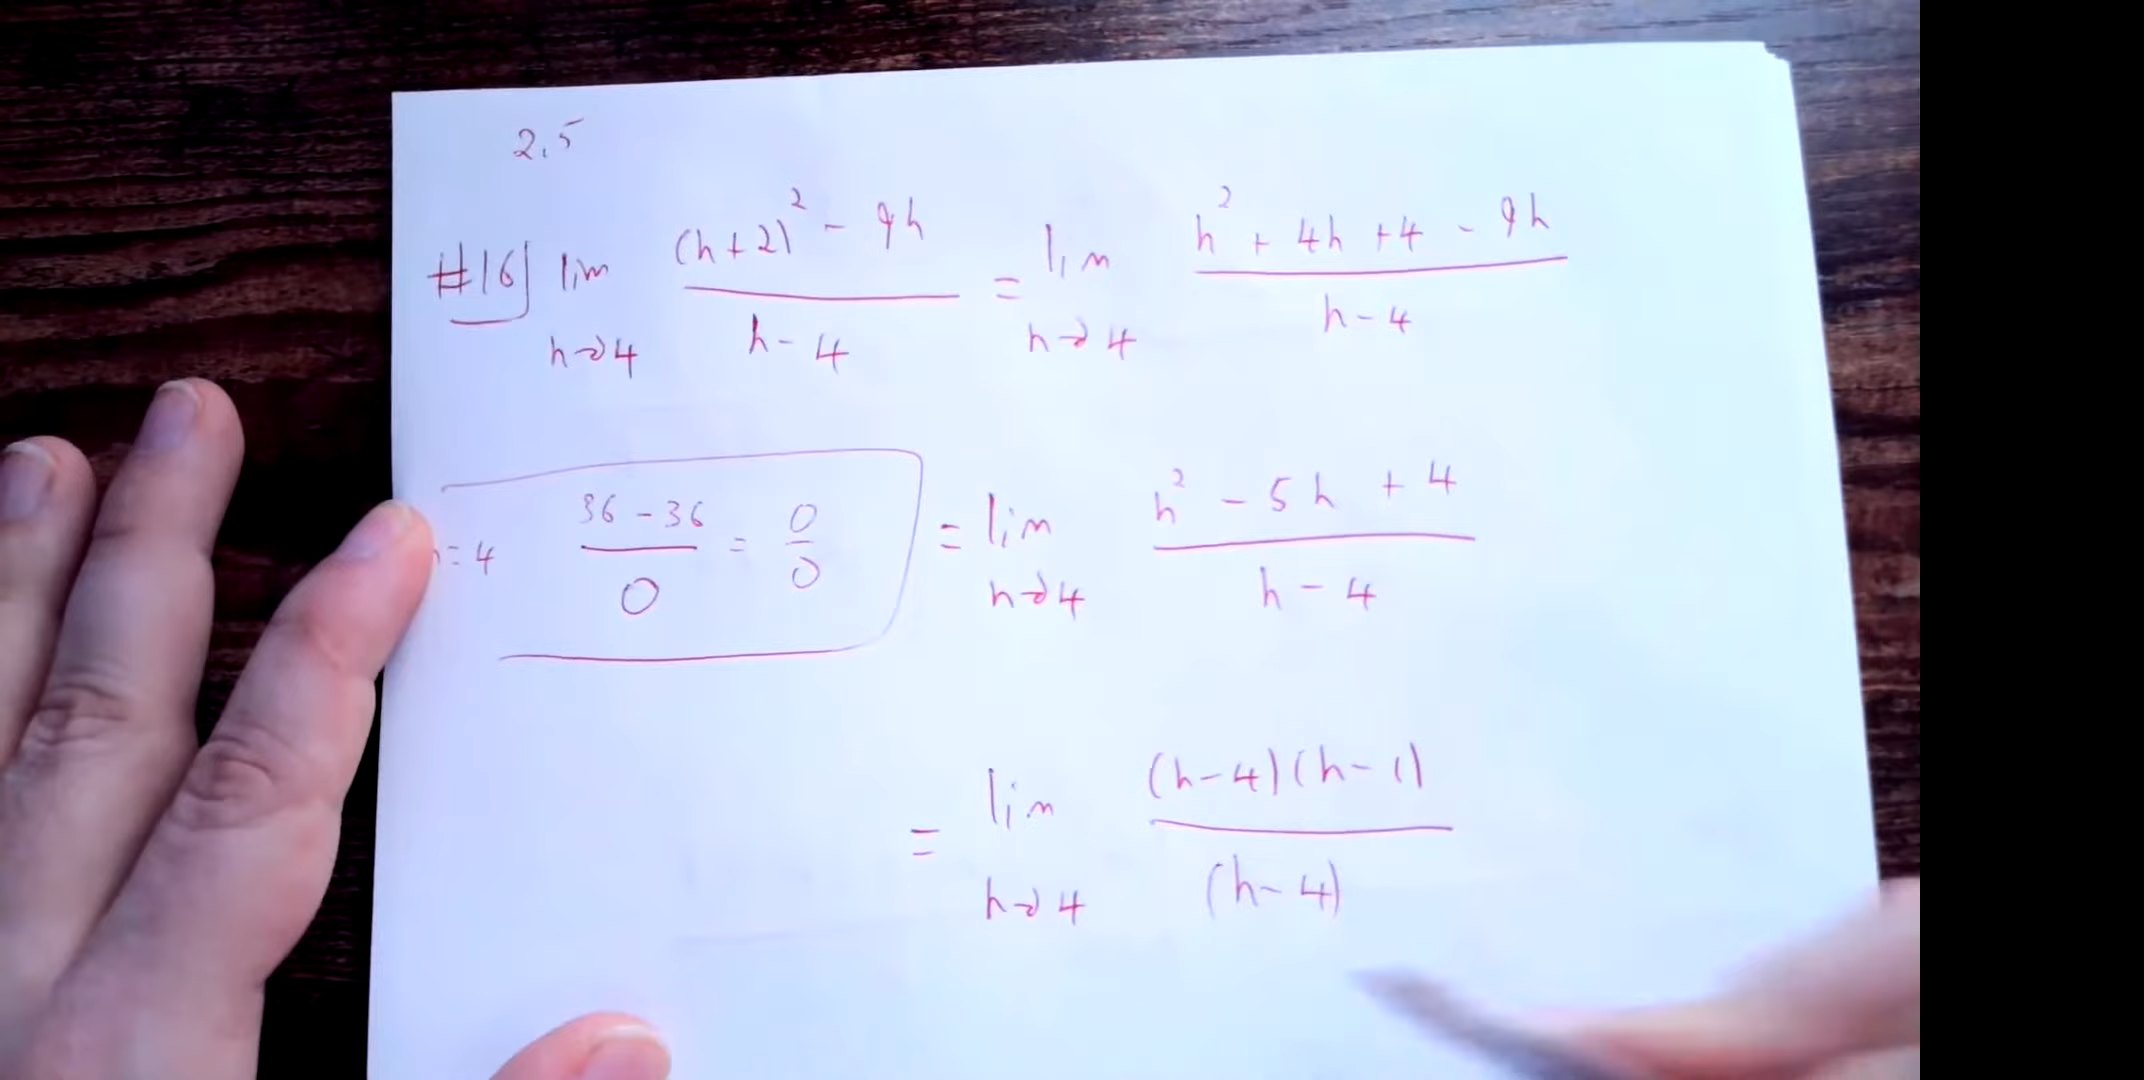 2.5
#16] lim h→4 ((h+2)² - 9h)/(h-4) = lim h→4 (h² + 4h + 4 - 9h)/(h-4)
h=4 (36-36)/0 = 0/0 = lim h→4 (h² - 5h + 4)/(h-4)
= lim h→4 ((h-4)(h-1))/(h-4)